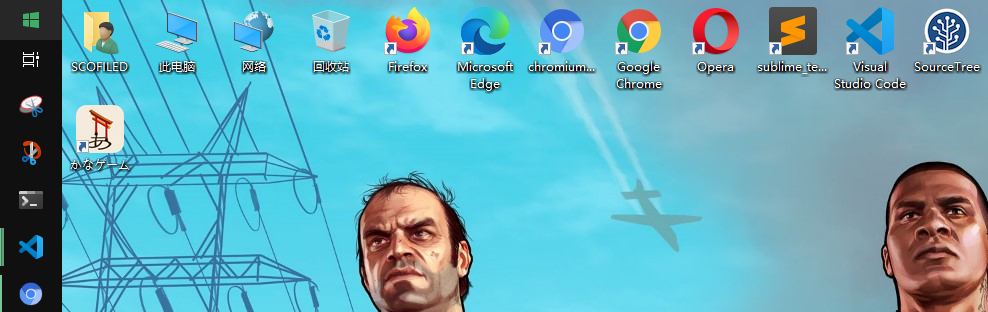 SCOFILED
此电脑
网络
回收站
Firefox
Microsoft
Edge
chromium...
Google
Chrome
Opera
sublime_te...
Visual
Studio Code
SourceTree
あ
かなゲーム